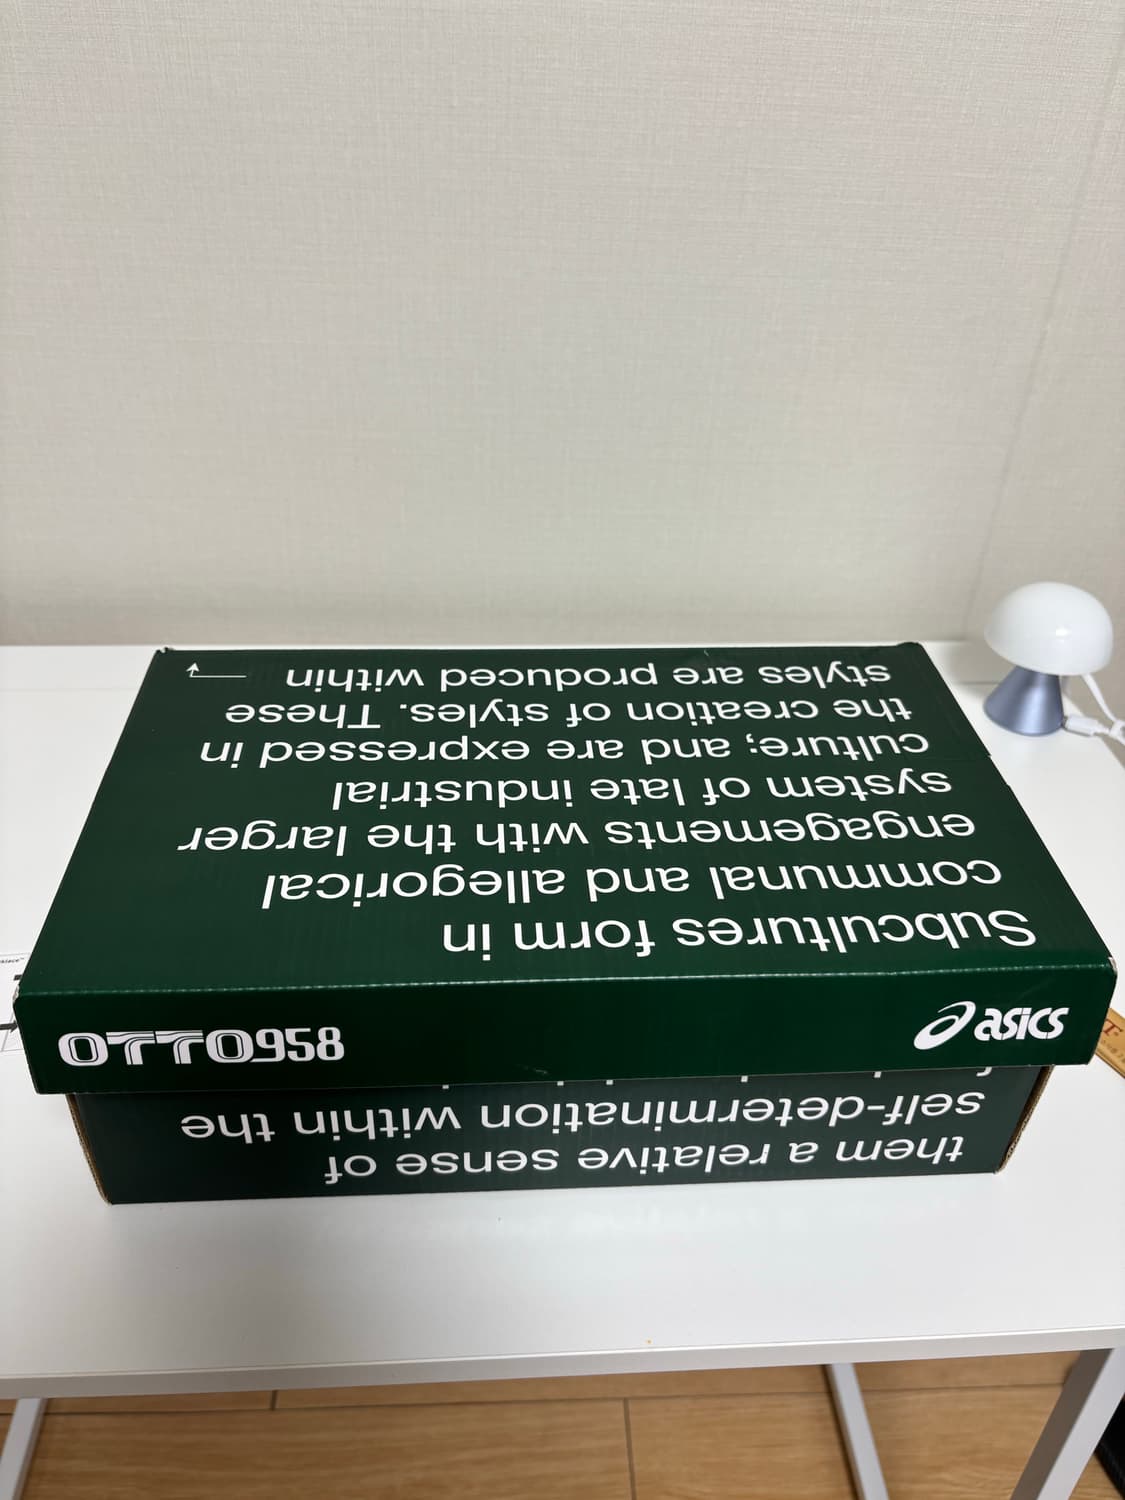 Subcultures form in
communal and allegorical
engagements with the larger
system of late industrial
culture; and are expressed in
the creation of styles. These
styles are produced within
OTTO958
asics
them a relative sense of
self-determination within the